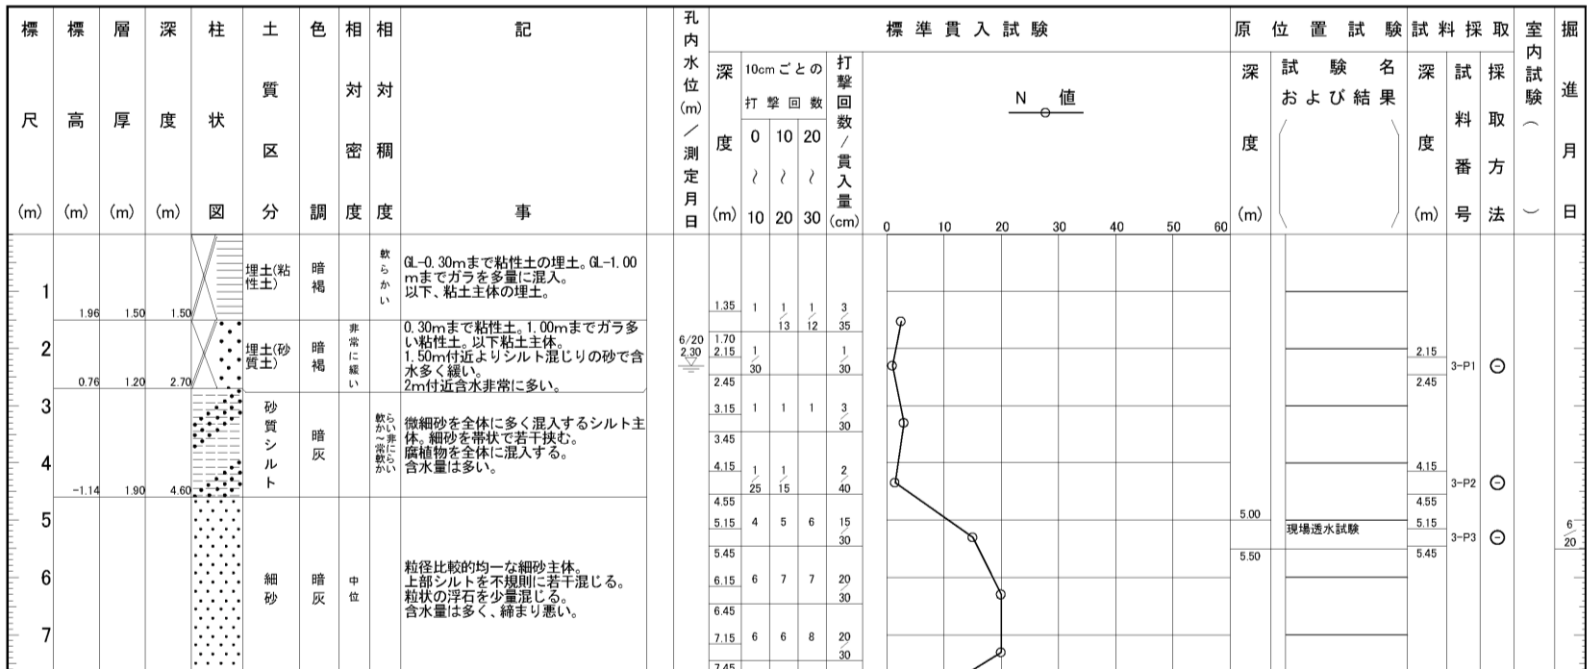 標尺(m)
標高(m)
層厚(m)
深度(m)
柱状図
土質区分
色調
相対密度
相対稠度
記事
孔内水位(m)/測定月日
標準貫入試験
深度(m)
10cmごとの
打撃回数
0 10 20
~ ~ ~
10 20 30
打撃回数/貫入量(cm)
N 値
0 10 20 30 40 50 60
原位置試験
深度(m)
試験名
および結果
試料採取
深度(m)
試料番号
採取方法
室内試験( )
掘進月日
1
1.96 1.50 1.50
埋土(粘
性土)
暗褐
軟らかい
GL-0.30mまで粘性土の埋土。GL-1.00
mまでガラを多量に混入。
以下、粘土主体の埋土。
1.35 1 1/13 1/12 3/35
1.70
2
0.76 1.20 2.70
埋土(砂
質土)
暗褐
非常に緩い
0.30mまで粘性土。1.00mまでガラ多
い粘性土。以下粘土主体。
1.50m付近よりシルト混じりの砂で含
水多く緩い。
2m付近含水非常に多い。
6/20
2.30
2.15 1/30 1/30
2.45
2.15
3-P1
2.45
3
砂質シルト
暗灰
軟らかい~非常に軟らかい
微細砂を全体に多く混入するシルト主
体。細砂を帯状で若干挟む。
腐植物を全体に混入する。
含水量は多い。
3.15 1 1 1 3/30
3.45
4
-1.14 1.90 4.60
4.15 1/25 1/15 2/40
4.55
4.15
3-P2
4.55
5
5.15 4 5 6 15/30
5.45
5.00
現場透水試験
5.50
5.15
3-P3
5.45
6/20
6
細砂
暗灰
中位
粒径比較的均一な細砂主体。
上部シルトを不規則に若干混じる。
粒状の浮石を少量混じる。
含水量は多く、締まり悪い。
6.15 6 7 7 20/30
6.45
7
7.15 6 6 8 20/30
7.45